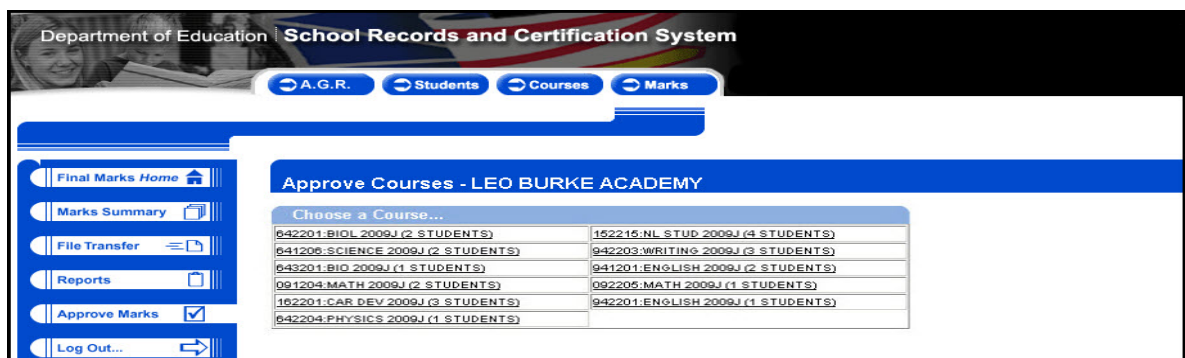 Department of Education School Records and Certification System
A.G.R. Students Courses Marks
Final Marks Home
Marks Summary
File Transfer
Reports
Approve Marks
Log Out...
Approve Courses - LEO BURKE ACADEMY
Choose a Course...
642201:BIOL 2009J (2 STUDENTS) 152215:NL STUD 2009J (4 STUDENTS)
641206:SCIENCE 2009J (2 STUDENTS) 942203:WRITING 2009J (3 STUDENTS)
643201:BIO 2009J (1 STUDENTS) 941201:ENGLISH 2009J (2 STUDENTS)
091204:MATH 2009J (2 STUDENTS) 092205:MATH 2009J (1 STUDENTS)
162201:CAR DEV 2009J (3 STUDENTS) 942201:ENGLISH 2009J (1 STUDENTS)
642204:PHYSICS 2009J (1 STUDENTS)